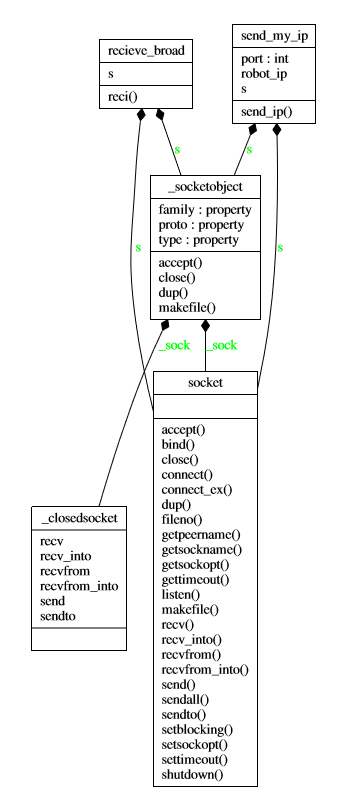 recieve_broad
s
reci()
send_my_ip
port : int
robot_ip
s
send_ip()
s
s
_socketobject
family : property
proto : property
type : property
accept()
close()
dup()
makefile()
s
s
_sock
_sock
socket
accept()
bind()
close()
connect()
connect_ex()
dup()
fileno()
getpeername()
getsockname()
getsockopt()
gettimeout()
listen()
makefile()
recv()
recv_into()
recvfrom()
recvfrom_into()
send()
sendall()
sendto()
setblocking()
setsockopt()
settimeout()
shutdown()
_closedsocket
recv
recv_into
recvfrom
recvfrom_into
send
sendto